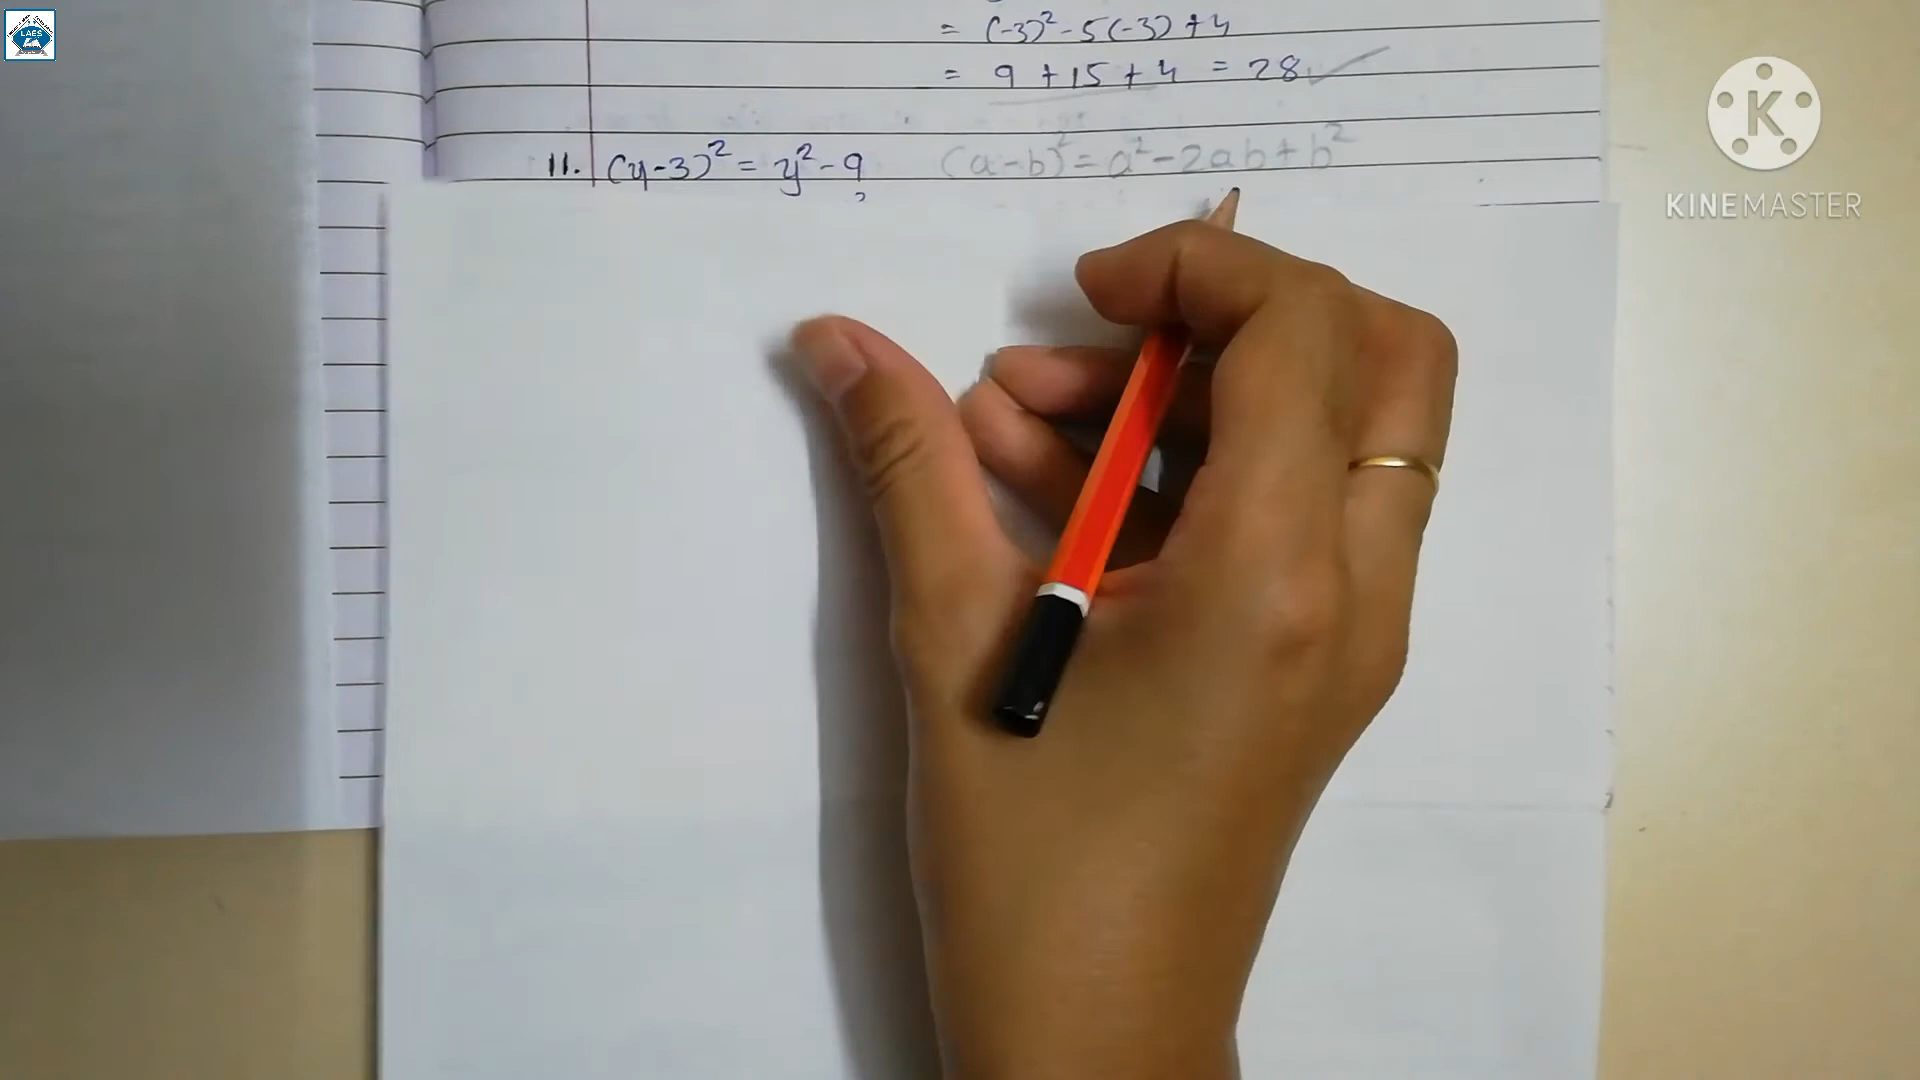 LAES
= (-3)² - 5(-3) + 4
= 9 + 15 + 4 = 28 ✓
11. (y-3)² = y² - 9 (a-b)² = a² - 2ab + b²
KINEMASTER